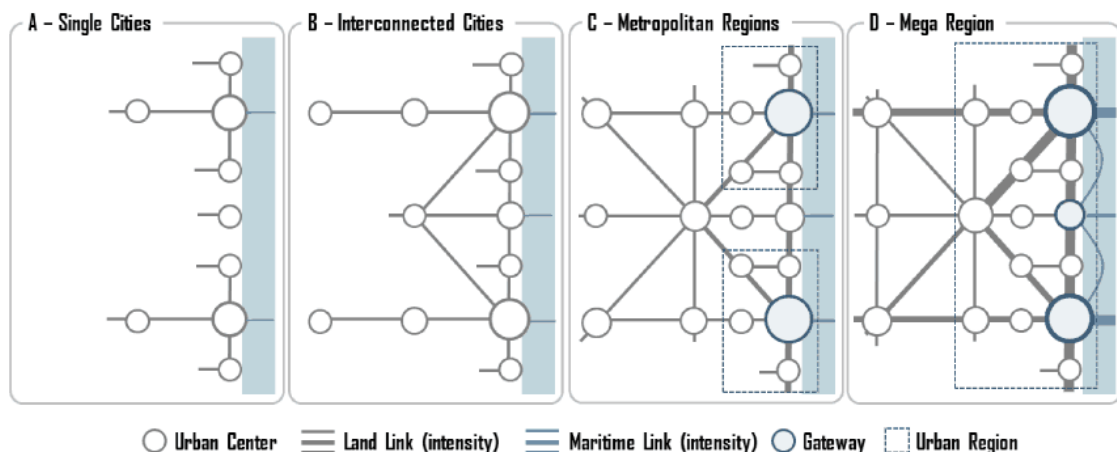 A – Single Cities
B – Interconnected Cities
C – Metropolitan Regions
D – Mega Region
Urban Center
Land Link (intensity)
Maritime Link (intensity)
Gateway
Urban Region